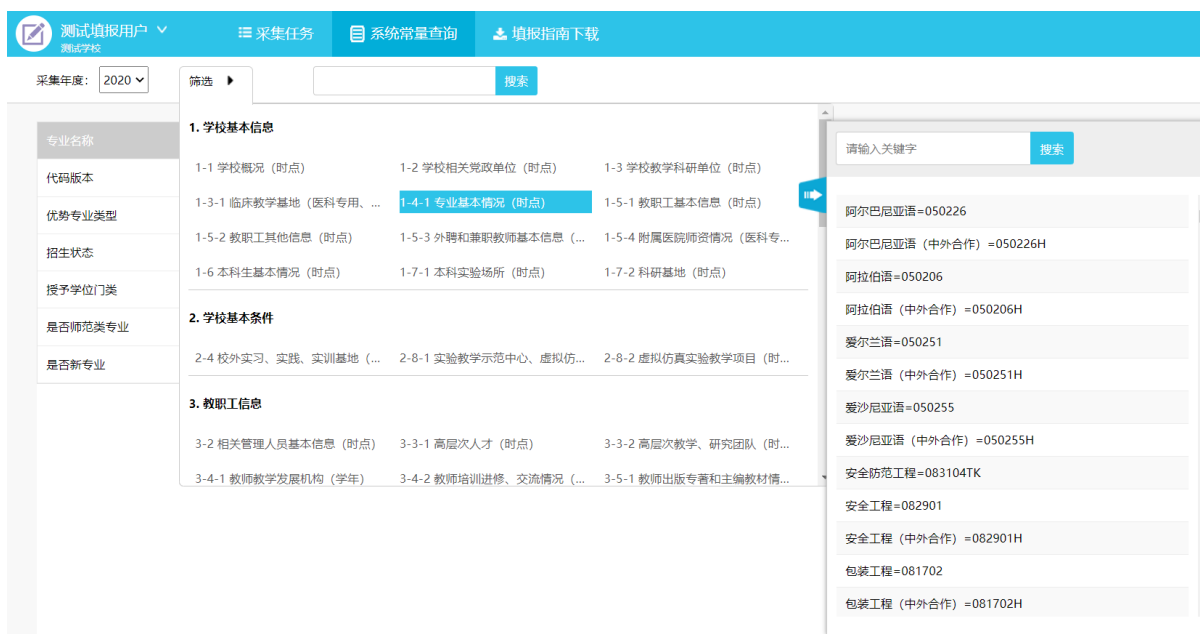 测试填报用户
测试学校
采集任务
系统常量查询
填报指南下载
采集年度： 2020
筛选
搜索
专业名称
代码版本
优势专业类型
招生状态
授予学位门类
是否师范类专业
是否新专业
1. 学校基本信息
1-1 学校概况（时点） 1-2 学校相关党政单位（时点） 1-3 学校教学科研单位（时点）
1-3-1 临床教学基地（医科专用、... 1-4-1 专业基本情况（时点） 1-5-1 教职工基本信息（时点）
1-5-2 教职工其他信息（时点） 1-5-3 外聘和兼职教师基本信息（... 1-5-4 附属医院师资情况（医科专...
1-6 本科生基本情况（时点） 1-7-1 本科实验场所（时点） 1-7-2 科研基地（时点）
2. 学校基本条件
2-4 校外实习、实践、实训基地（... 2-8-1 实验教学示范中心、虚拟仿... 2-8-2 虚拟仿真实验教学项目（时...
3. 教职工信息
3-2 相关管理人员基本信息（时点） 3-3-1 高层次人才（时点） 3-3-2 高层次教学、研究团队（时...
3-4-1 教师教学发展机构（学年） 3-4-2 教师培训进修、交流情况（... 3-5-1 教师出版专著和主编教材情...
请输入关键字 搜索
阿尔巴尼亚语=050226
阿尔巴尼亚语（中外合作）=050226H
阿拉伯语=050206
阿拉伯语（中外合作）=050206H
爱尔兰语=050251
爱尔兰语（中外合作）=050251H
爱沙尼亚语=050255
爱沙尼亚语（中外合作）=050255H
安全防范工程=083104TK
安全工程=082901
安全工程（中外合作）=082901H
包装工程=081702
包装工程（中外合作）=081702H